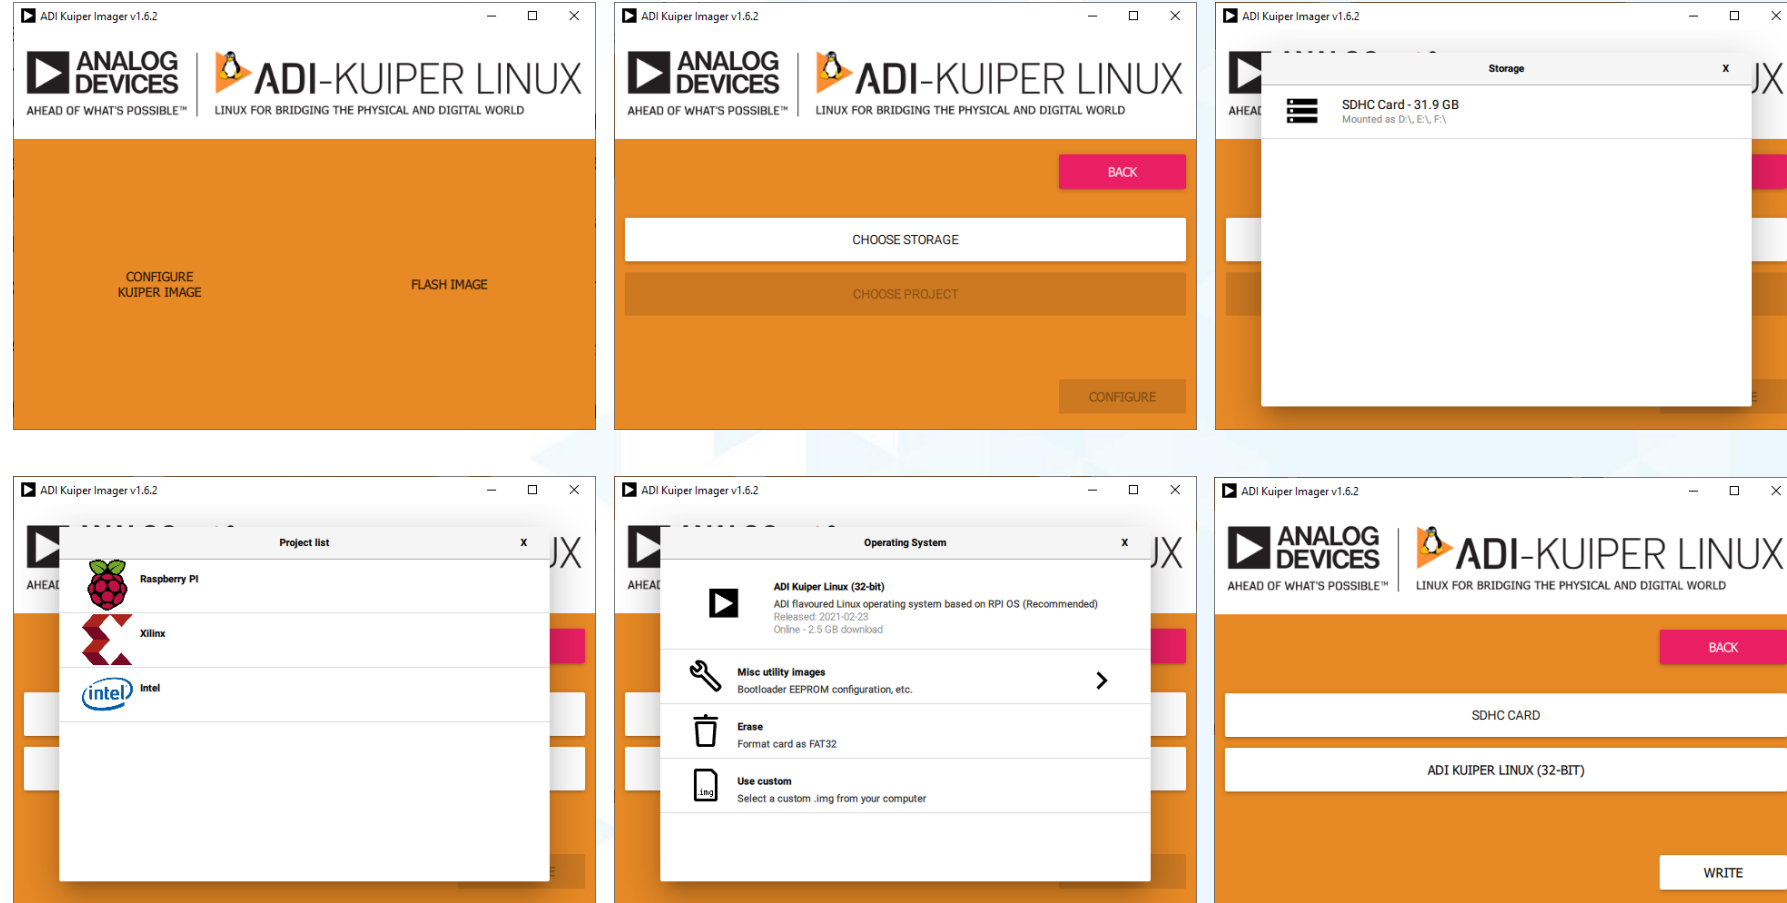 ADI Kuiper Imager v1.6.2
ANALOG
DEVICES
AHEAD OF WHAT'S POSSIBLE™
ADI-KUIPER LINUX
LINUX FOR BRIDGING THE PHYSICAL AND DIGITAL WORLD
CONFIGURE
KUIPER IMAGE
FLASH IMAGE
ADI Kuiper Imager v1.6.2
ANALOG
DEVICES
AHEAD OF WHAT'S POSSIBLE™
ADI-KUIPER LINUX
LINUX FOR BRIDGING THE PHYSICAL AND DIGITAL WORLD
BACK
CHOOSE STORAGE
CHOOSE PROJECT
CONFIGURE
ADI Kuiper Imager v1.6.2
Storage
X
UX
AHEAD
SDHC Card - 31.9 GB
Mounted as D:\, E:\, F:\
ADI Kuiper Imager v1.6.2
Project list
X
UX
AHEAD
Raspberry PI
Xilinx
intel
Intel
ADI Kuiper Imager v1.6.2
Operating System
X
UX
AHEAD
ADI Kuiper Linux (32-bit)
ADI flavoured Linux operating system based on RPI OS (Recommended)
Released: 2021-02-23
Online - 2.5 GB download
Misc utility images
Bootloader EEPROM configuration, etc.
Erase
Format card as FAT32
.img
Use custom
Select a custom .img from your computer
ADI Kuiper Imager v1.6.2
ANALOG
DEVICES
AHEAD OF WHAT'S POSSIBLE™
ADI-KUIPER LINUX
LINUX FOR BRIDGING THE PHYSICAL AND DIGITAL WORLD
BACK
SDHC CARD
ADI KUIPER LINUX (32-BIT)
WRITE